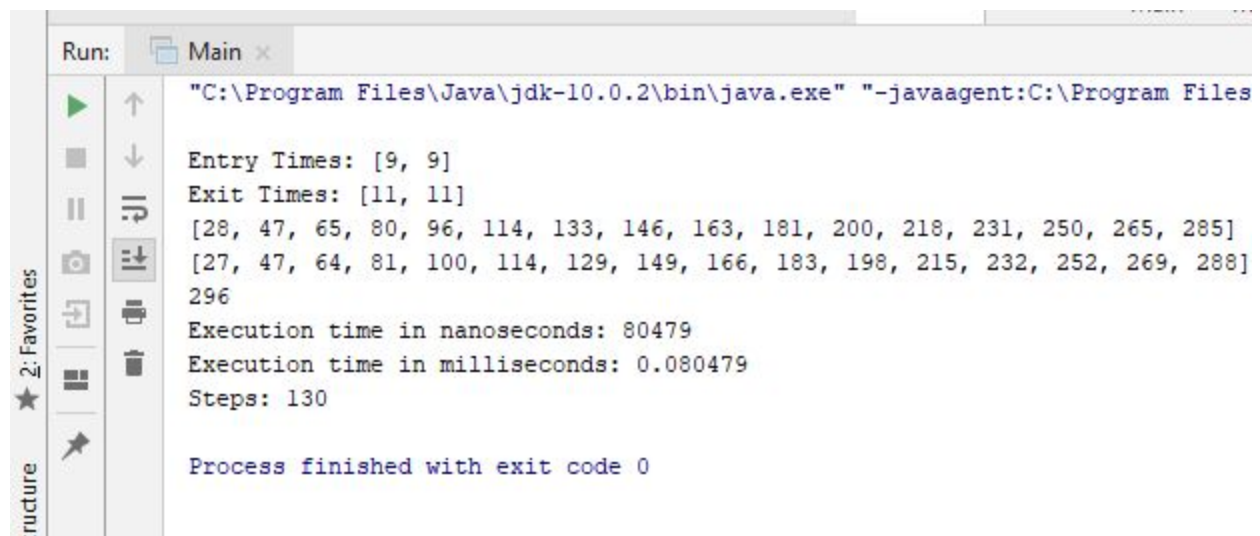 Run: Main
"C:\Program Files\Java\jdk-10.0.2\bin\java.exe" "-javaagent:C:\Program Files
Entry Times: [9, 9]
Exit Times: [11, 11]
[28, 47, 65, 80, 96, 114, 133, 146, 163, 181, 200, 218, 231, 250, 265, 285]
[27, 47, 64, 81, 100, 114, 129, 149, 166, 183, 198, 215, 232, 252, 269, 288]
296
Execution time in nanoseconds: 80479
Execution time in milliseconds: 0.080479
Steps: 130
Process finished with exit code 0
2: Favorites
ructure